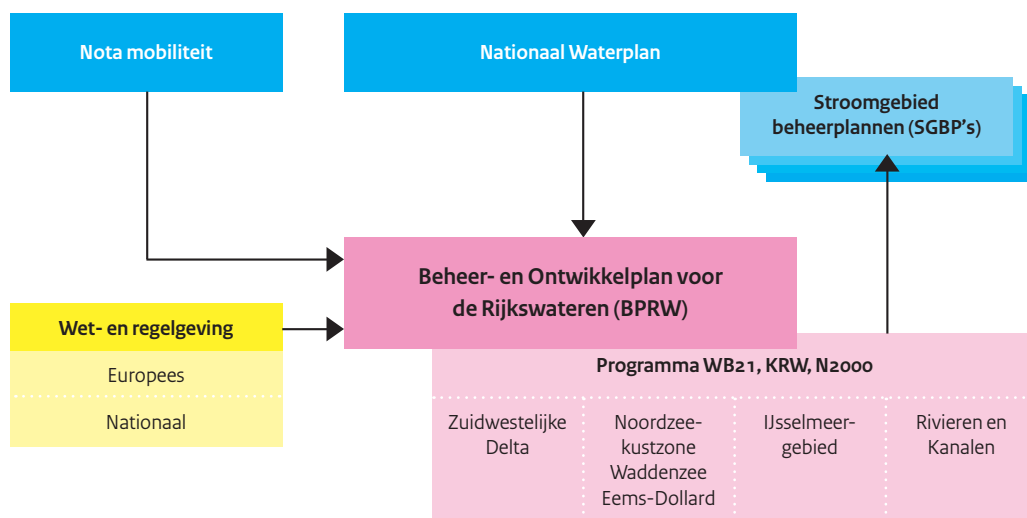 Nota mobiliteit
Nationaal Waterplan
Stroomgebied
beheerplannen (SGBP's)
Beheer- en Ontwikkelplan voor
de Rijkswateren (BPRW)
Wet- en regelgeving
Europees
Nationaal
Programma WB21, KRW, N2000
Zuidwestelijke
Delta
Noordzee-
kustzone
Waddenzee
Eems-Dollard
IJsselmeer-
gebied
Rivieren en
Kanalen